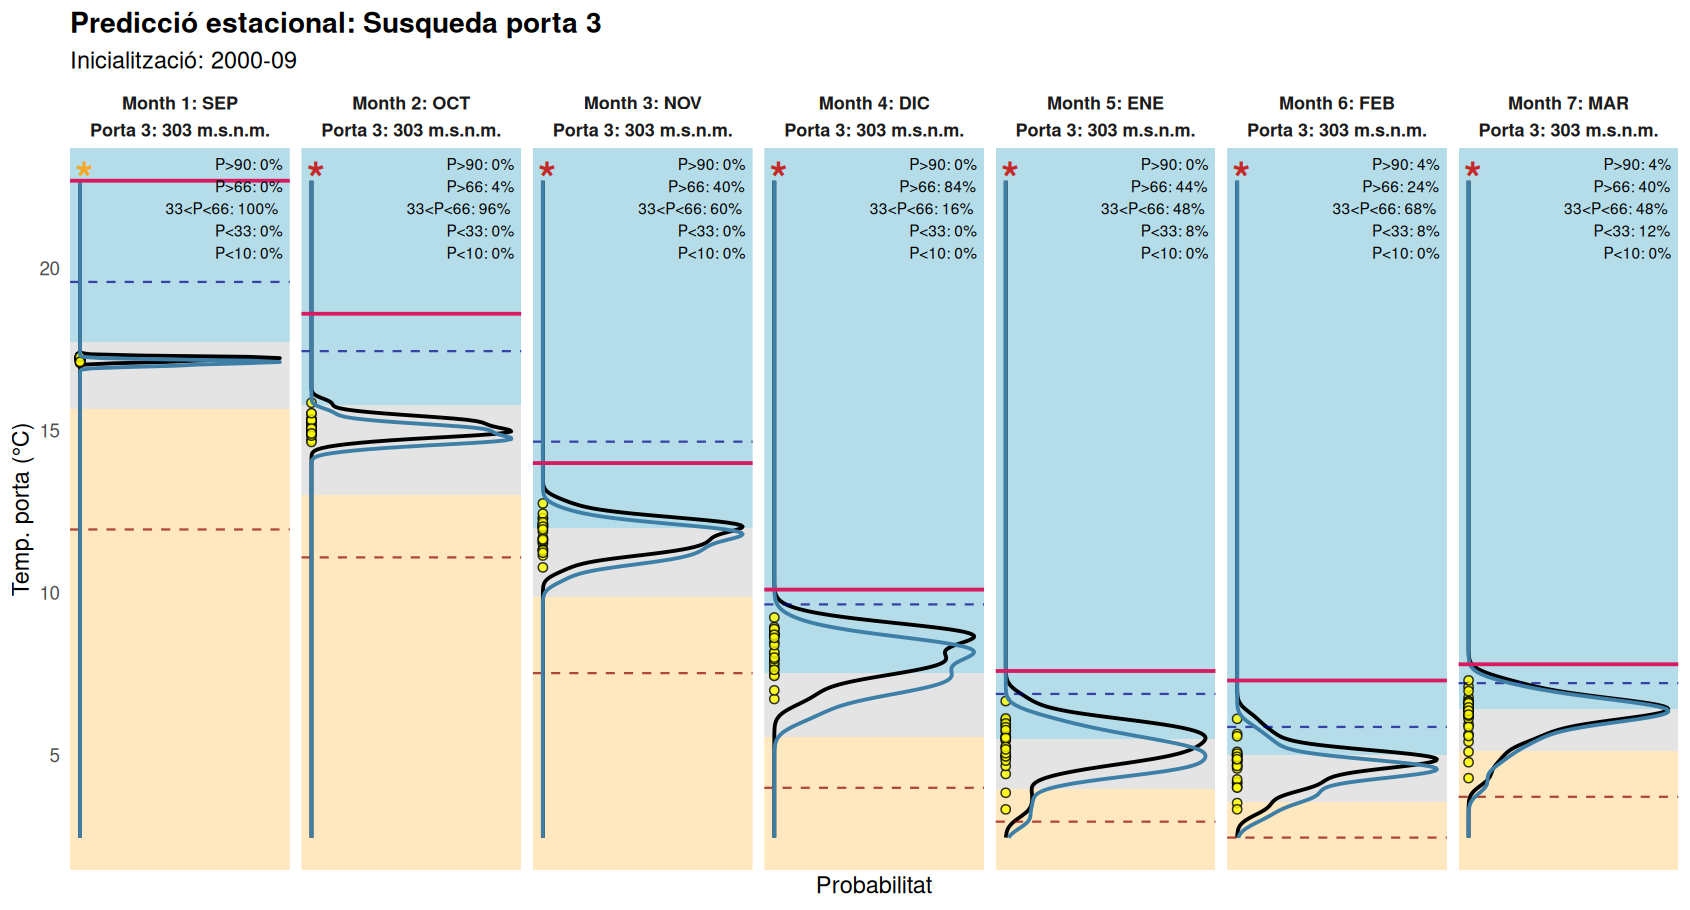 Predicció estacional: Susqueda porta 3
Inicialització: 2000-09
Month 1: SEP
Porta 3: 303 m.s.n.m.
Month 2: OCT
Porta 3: 303 m.s.n.m.
Month 3: NOV
Porta 3: 303 m.s.n.m.
Month 4: DIC
Porta 3: 303 m.s.n.m.
Month 5: ENE
Porta 3: 303 m.s.n.m.
Month 6: FEB
Porta 3: 303 m.s.n.m.
Month 7: MAR
Porta 3: 303 m.s.n.m.
*
P>90: 0%
P>66: 0%
33<P<66: 100%
P<33: 0%
P<10: 0%
*
P>90: 0%
P>66: 4%
33<P<66: 96%
P<33: 0%
P<10: 0%
*
P>90: 0%
P>66: 40%
33<P<66: 60%
P<33: 0%
P<10: 0%
*
P>90: 0%
P>66: 84%
33<P<66: 16%
P<33: 0%
P<10: 0%
*
P>90: 0%
P>66: 44%
33<P<66: 48%
P<33: 8%
P<10: 0%
*
P>90: 4%
P>66: 24%
33<P<66: 68%
P<33: 8%
P<10: 0%
*
P>90: 4%
P>66: 40%
33<P<66: 48%
P<33: 12%
P<10: 0%
20
15
10
5
Temp. porta (°C)
Probabilitat